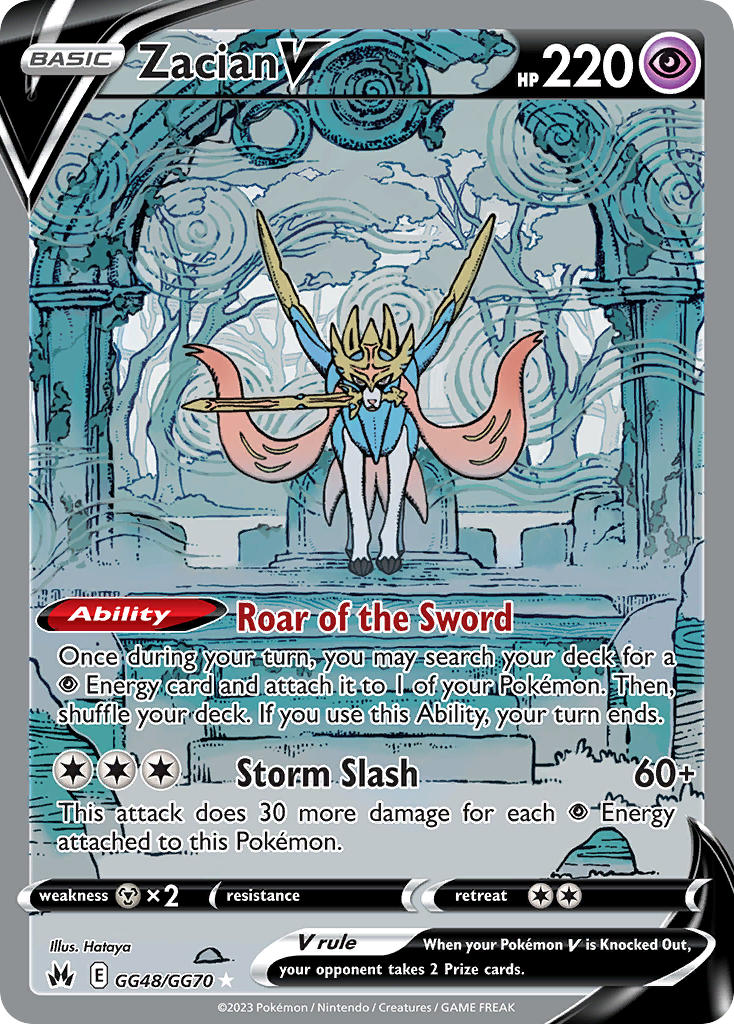 BASIC Zacian V HP 220
Ability Roar of the Sword
Once during your turn, you may search your deck for a
Energy card and attach it to 1 of your Pokémon. Then,
shuffle your deck. If you use this Ability, your turn ends.
Storm Slash 60+
This attack does 30 more damage for each Energy
attached to this Pokémon.
weakness ×2 resistance retreat
Illus. Hataya
V rule When your Pokémon V is Knocked Out,
your opponent takes 2 Prize cards.
E GG48/GG70
©2023 Pokémon / Nintendo / Creatures / GAME FREAK